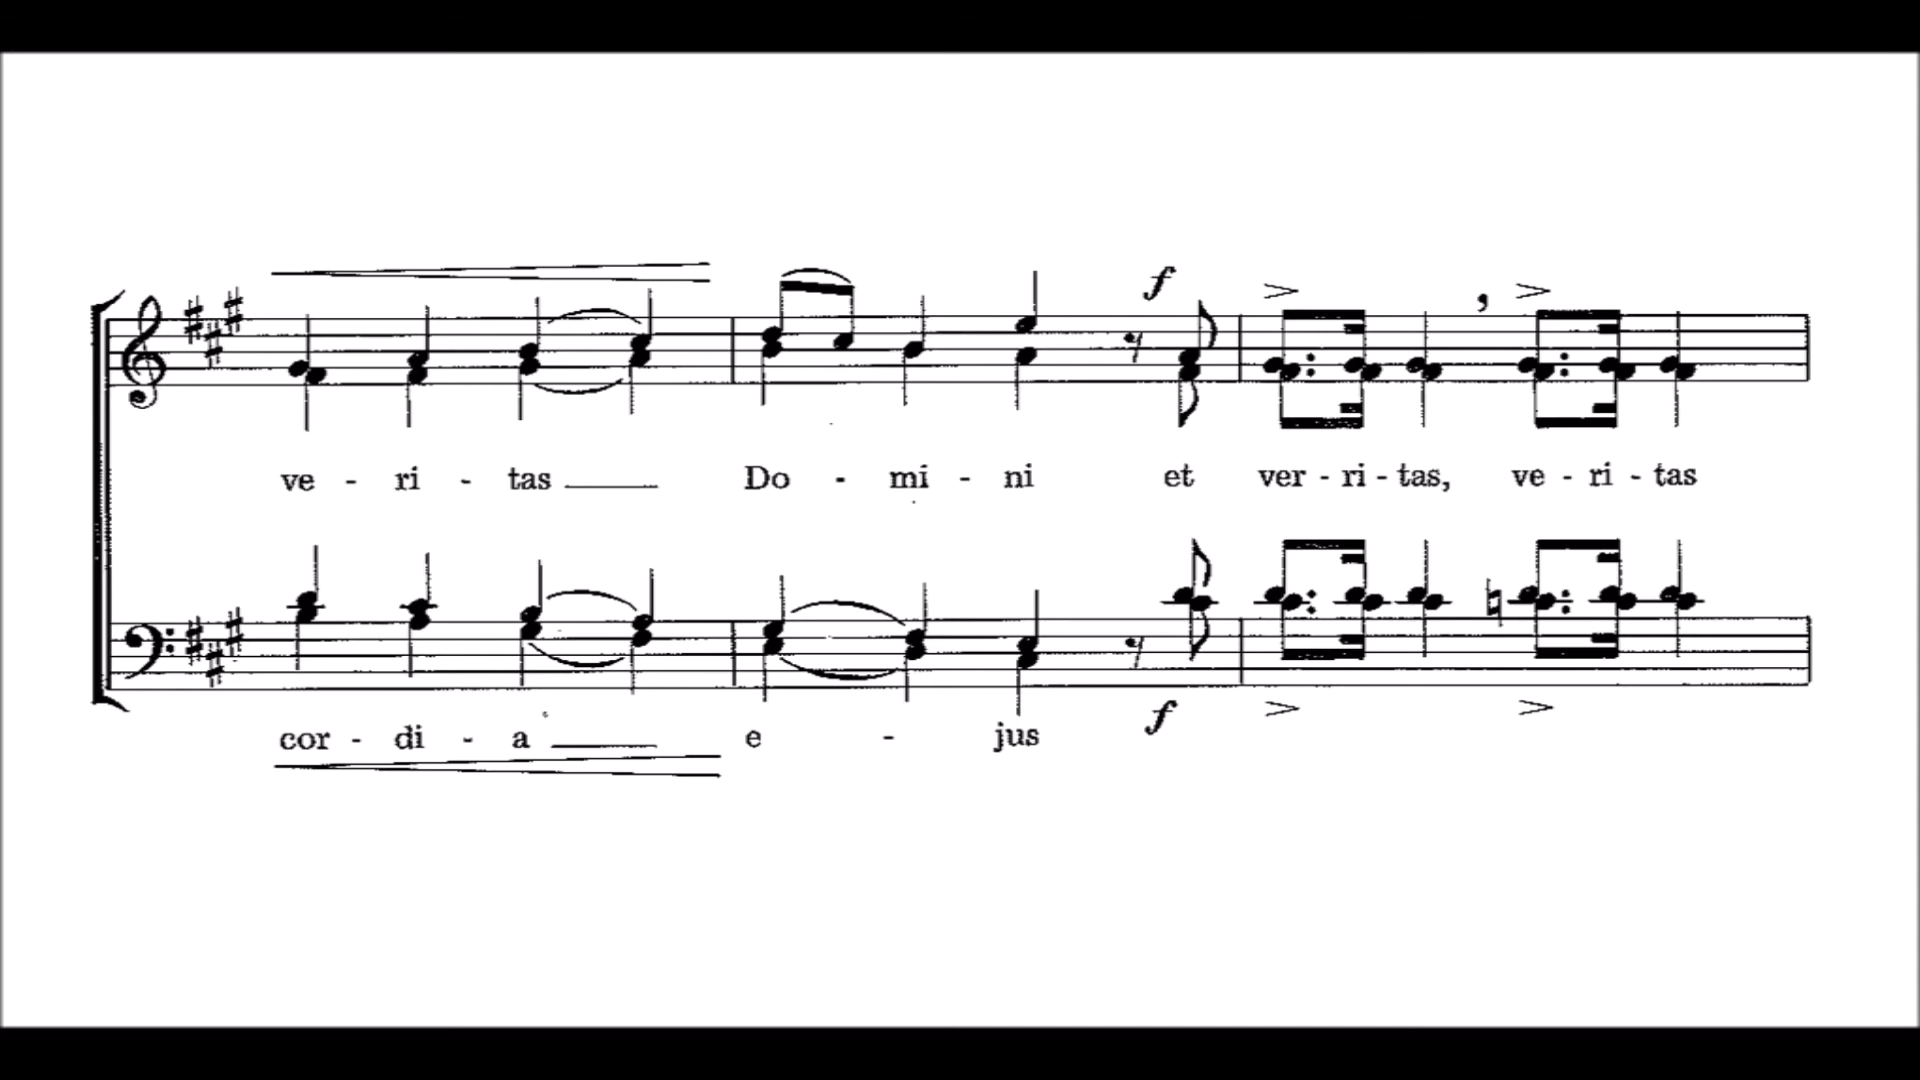 f
ve - ri - tas Do - mi - ni et ver - ri - tas, ve - ri - tas
cor - di - a e - jus f